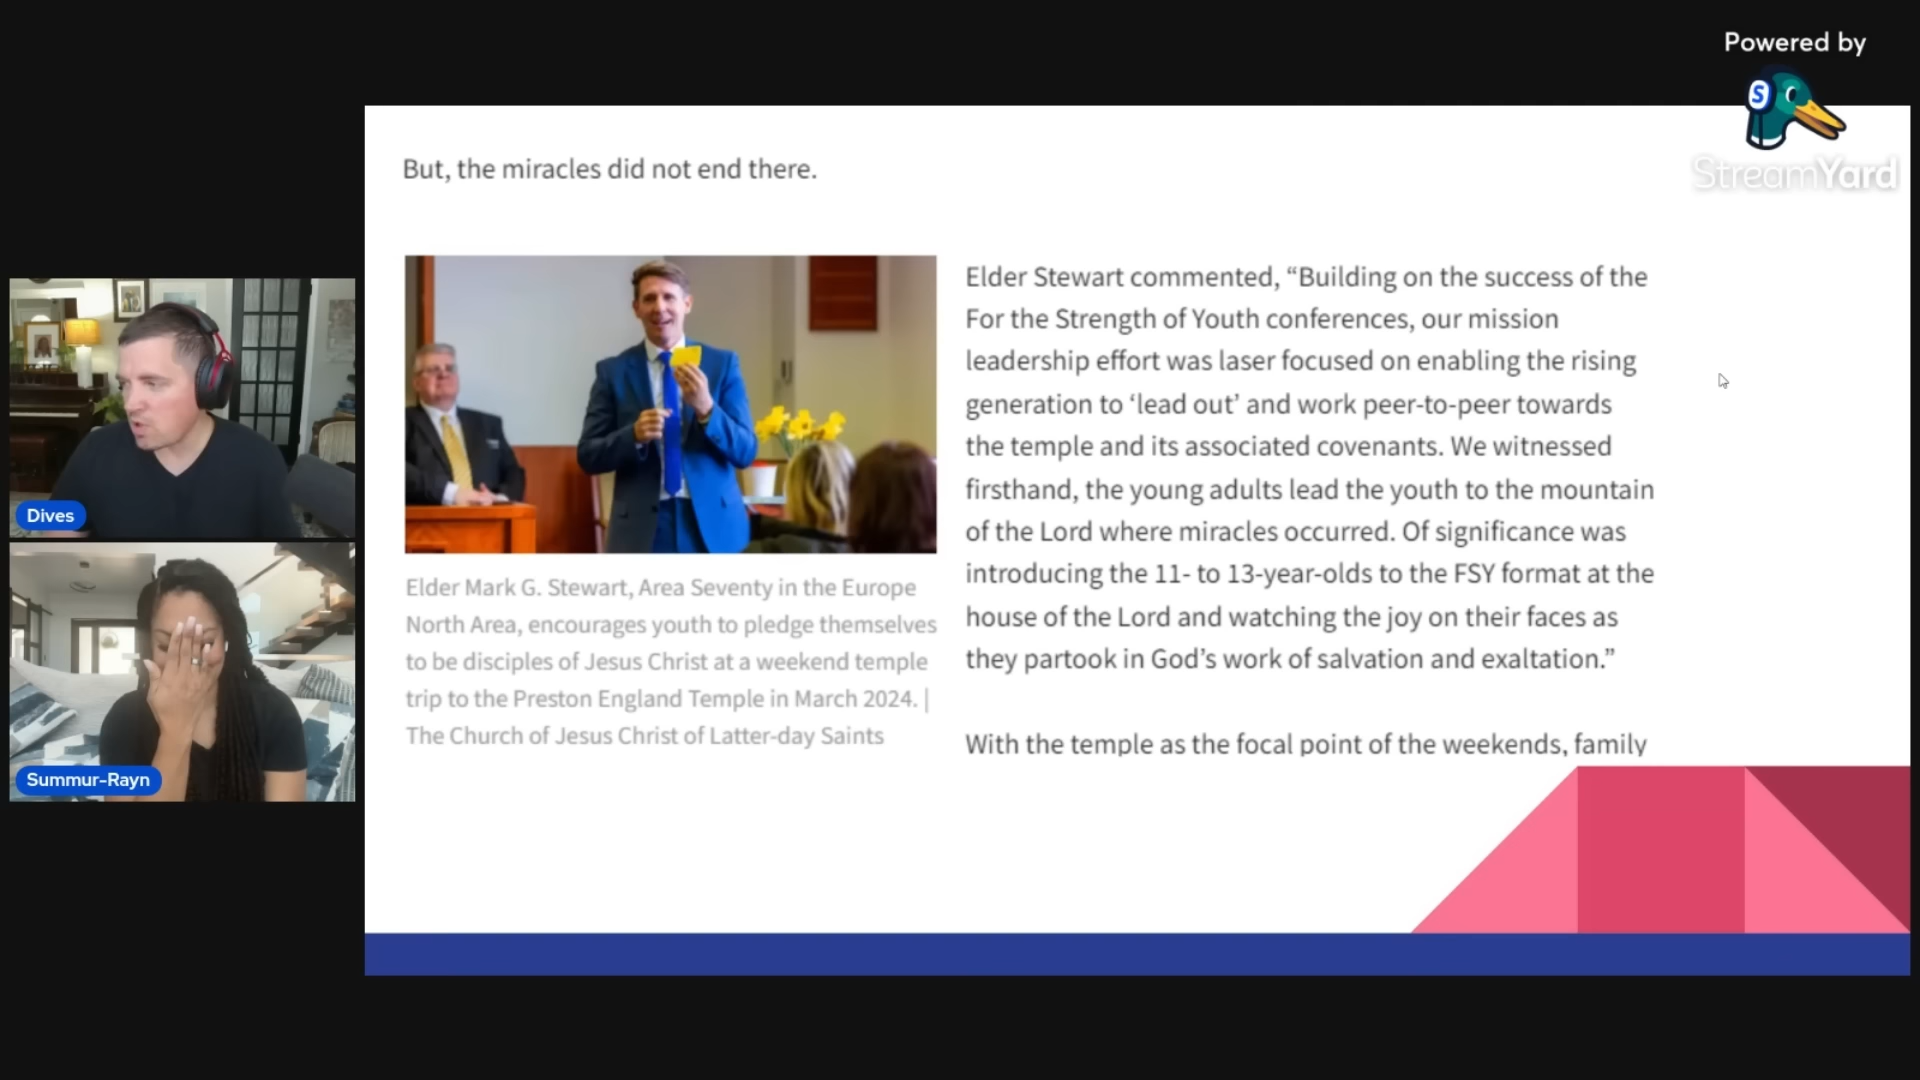 Powered by
StreamYard
But, the miracles did not end there.
Elder Stewart commented, “Building on the success of the
For the Strength of Youth conferences, our mission
leadership effort was laser focused on enabling the rising
generation to ‘lead out’ and work peer-to-peer towards
the temple and its associated covenants. We witnessed
firsthand, the young adults lead the youth to the mountain
of the Lord where miracles occurred. Of significance was
introducing the 11- to 13-year-olds to the FSY format at the
house of the Lord and watching the joy on their faces as
they partook in God’s work of salvation and exaltation.”
With the temple as the focal point of the weekends, family
Elder Mark G. Stewart, Area Seventy in the Europe
North Area, encourages youth to pledge themselves
to be disciples of Jesus Christ at a weekend temple
trip to the Preston England Temple in March 2024. |
The Church of Jesus Christ of Latter-day Saints
Dives
Summur-Rayn
S